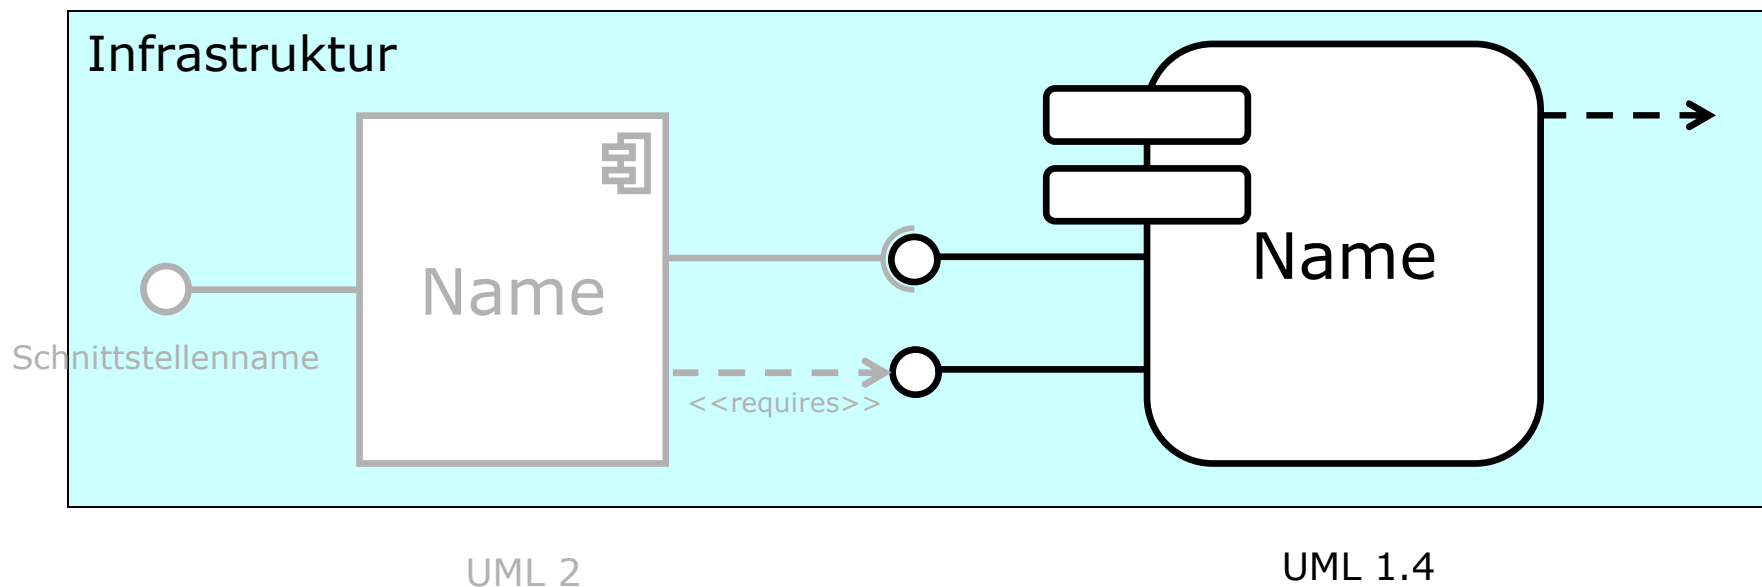 Infrastruktur
Name
Name
Schnittstellenname
<<requires>>
UML 2
UML 1.4